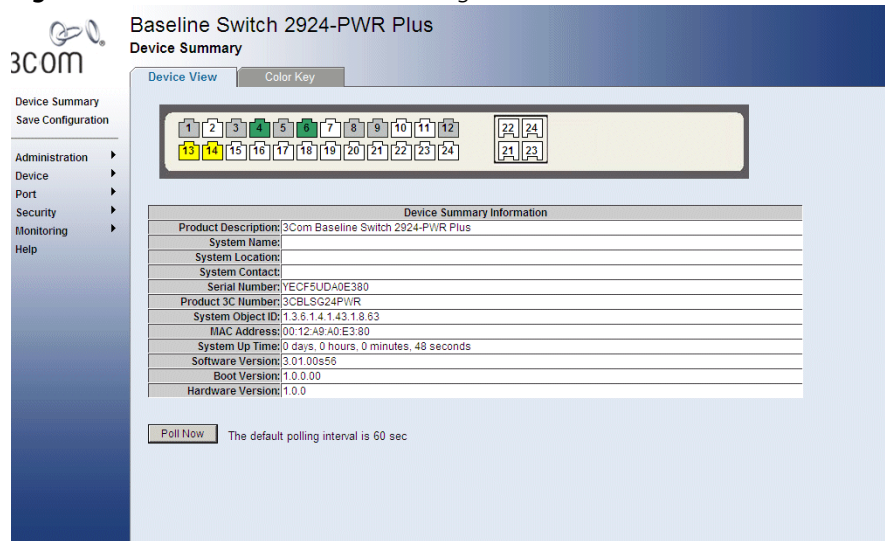 Baseline Switch 2924-PWR Plus
3COM
Device Summary
Device View
Color Key
Device Summary
Save Configuration
Administration
Device
Port
Security
Monitoring
Help
1 2 3 4 5 6 7 8 9 10 11 12
22 24
13 14 15 16 17 18 19 20 21 22 23 24
21 23
Device Summary Information
Product Description: 3Com Baseline Switch 2924-PWR Plus
System Name:
System Location:
System Contact:
Serial Number: YECF5UDA0E380
Product 3C Number: 3CBLSG24PWR
System Object ID: 1.3.6.1.4.1.43.1.8.63
MAC Address: 00:12:A9:A0:E3:80
System Up Time: 0 days, 0 hours, 0 minutes, 48 seconds
Software Version: 3.01.00s56
Boot Version: 1.0.0.00
Hardware Version: 1.0.0
Poll Now
The default polling interval is 60 sec